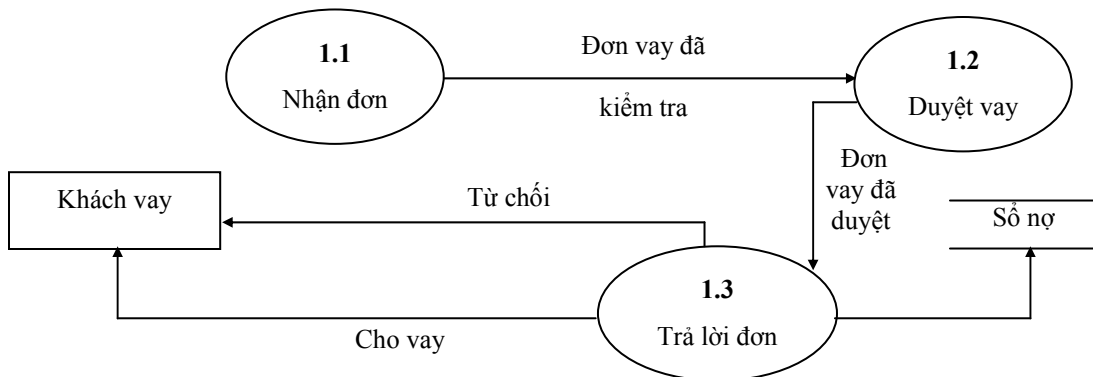 1.1
Nhận đơn
Đơn vay đã
kiểm tra
1.2
Duyệt vay
Đơn
vay đã
duyệt
Khách vay
Từ chối
Sổ nợ
1.3
Trả lời đơn
Cho vay